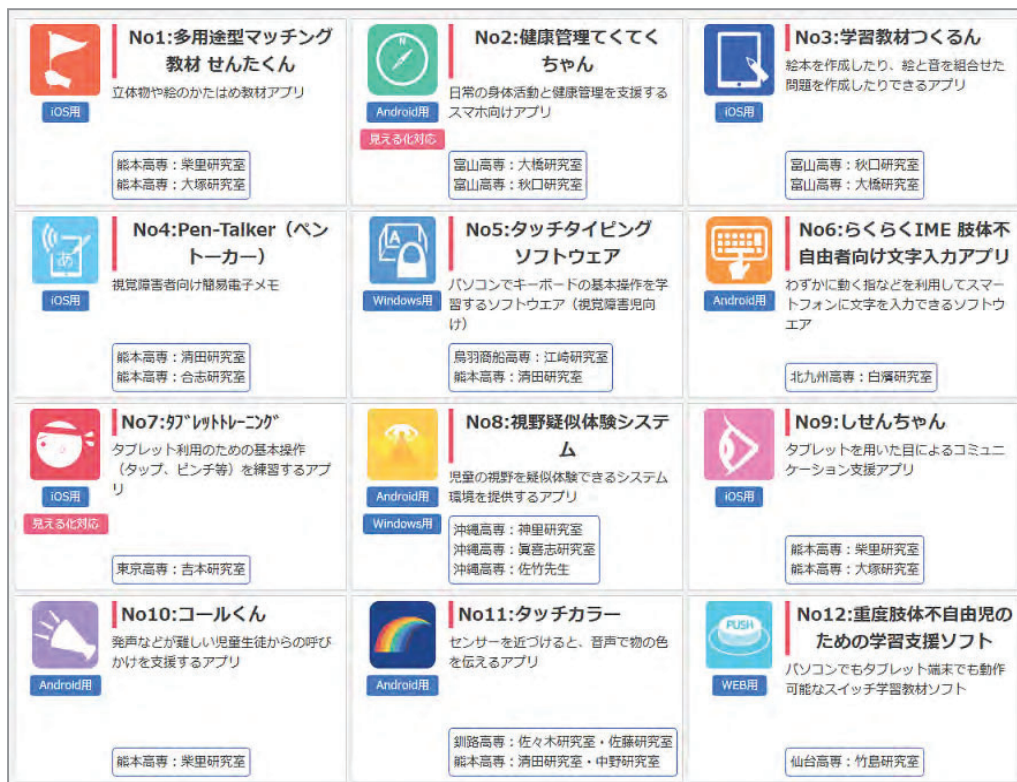 No1:多用途型マッチング
教材 せんたくん
立体物や絵のかたはめ教材アプリ
iOS用
熊本高専：柴里研究室
熊本高専：大塚研究室
No2:健康管理てくてく
ちゃん
日常の身体活動と健康管理を支援する
スマホ向けアプリ
Android用
見える化対応
富山高専：大橋研究室
富山高専：秋口研究室
No3:学習教材つくるん
絵本を作成したり、絵と音を組合せた
問題を作成したりできるアプリ
iOS用
富山高専：秋口研究室
富山高専：大橋研究室
No4:Pen-Talker（ペン
トーカー）
視覚障害者向け簡易電子メモ
あ
iOS用
熊本高専：清田研究室
熊本高専：合志研究室
No5:タッチタイピング
ソフトウェア
パソコンでキーボードの基本操作を学
習するソフトウエア（視覚障害児向
け）
A
Windows用
鳥羽商船高専：江崎研究室
熊本高専：清田研究室
No6:らくらくIME 肢体不
自由者向け文字入力アプリ
わずかに動く指などを利用してスマー
トフォンに文字を入力できるソフトウ
エア
Android用
北九州高専：白濱研究室
No7:ﾀﾌﾞﾚｯﾄﾄﾚｰﾆﾝｸﾞ
タブレット利用のための基本操作
（タップ、ピンチ等）を練習するアプ
リ
iOS用
見える化対応
東京高専：吉本研究室
No8:視野疑似体験システ
ム
児童の視野を疑似体験できるシステム
環境を提供するアプリ
Android用
Windows用
沖縄高専：神里研究室
沖縄高専：眞喜志研究室
沖縄高専：佐竹先生
No9:しせんちゃん
タブレットを用いた目によるコミュニ
ケーション支援アプリ
iOS用
熊本高専：柴里研究室
熊本高専：大塚研究室
No10:コールくん
発声などが難しい児童生徒からの呼び
かけを支援するアプリ
Android用
熊本高専：柴里研究室
No11:タッチカラー
センサーを近づけると、音声で物の色
を伝えるアプリ
Android用
釧路高専：佐々木研究室・佐藤研究室
熊本高専：清田研究室・中野研究室
No12:重度肢体不自由児の
ための学習支援ソフト
パソコンでもタブレット端末でも動作
可能なスイッチ学習教材ソフト
PUSH
WEB用
仙台高専：竹島研究室